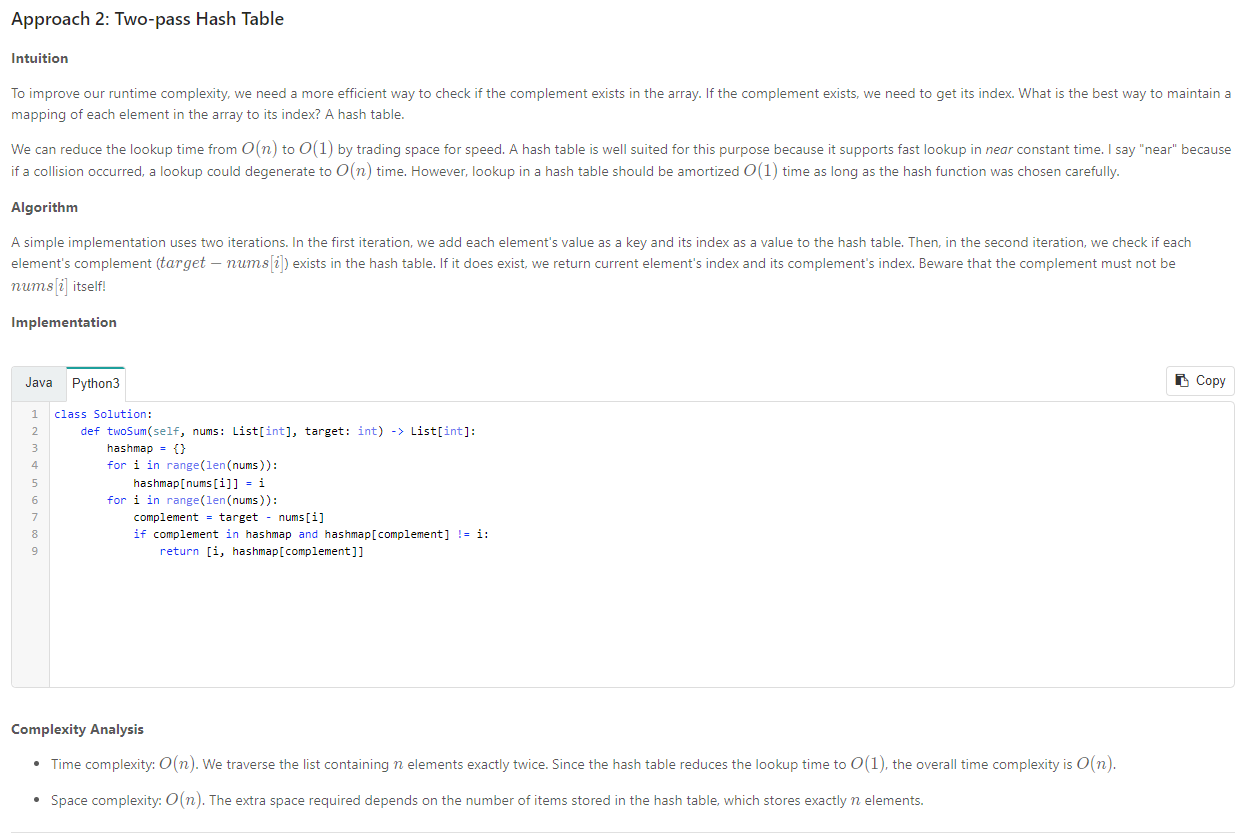 Approach 2: Two-pass Hash Table
Intuition
To improve our runtime complexity, we need a more efficient way to check if the complement exists in the array. If the complement exists, we need to get its index. What is the best way to maintain a
mapping of each element in the array to its index? A hash table.
We can reduce the lookup time from O(n) to O(1) by trading space for speed. A hash table is well suited for this purpose because it supports fast lookup in near constant time. I say "near" because
if a collision occurred, a lookup could degenerate to O(n) time. However, lookup in a hash table should be amortized O(1) time as long as the hash function was chosen carefully.
Algorithm
A simple implementation uses two iterations. In the first iteration, we add each element's value as a key and its index as a value to the hash table. Then, in the second iteration, we check if each
element's complement (target − nums[i]) exists in the hash table. If it does exist, we return current element's index and its complement's index. Beware that the complement must not be
nums[i] itself!
Implementation
Java Python3 Copy
1 class Solution:
2     def twoSum(self, nums: List[int], target: int) -> List[int]:
3         hashmap = {}
4         for i in range(len(nums)):
5             hashmap[nums[i]] = i
6         for i in range(len(nums)):
7             complement = target - nums[i]
8             if complement in hashmap and hashmap[complement] != i:
9                 return [i, hashmap[complement]]
Complexity Analysis
• Time complexity: O(n). We traverse the list containing n elements exactly twice. Since the hash table reduces the lookup time to O(1), the overall time complexity is O(n).
• Space complexity: O(n). The extra space required depends on the number of items stored in the hash table, which stores exactly n elements.